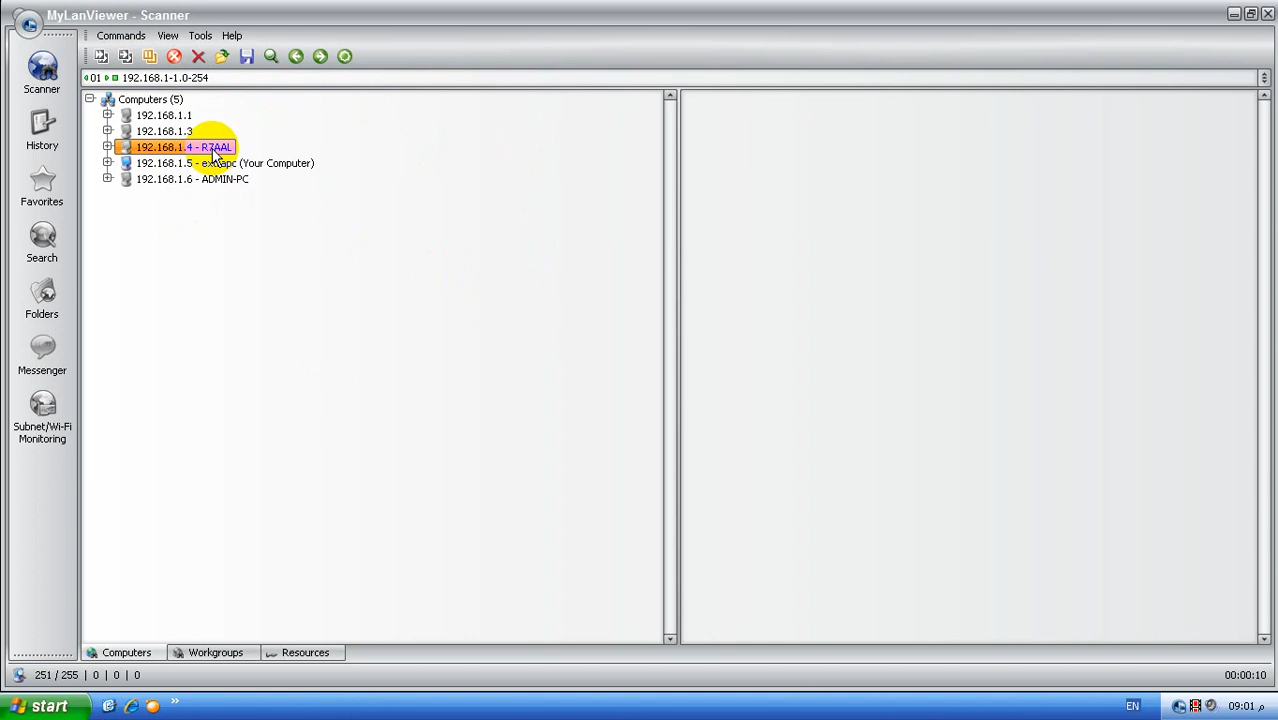 MyLanViewer - Scanner
Commands View Tools Help
01 192.168.1-1.0-254
Scanner
History
Favorites
Search
Folders
Messenger
Subnet/Wi-Fi
Monitoring
Computers (5)
192.168.1.1
192.168.1.3
192.168.1.4 - R7AAL
192.168.1.5 - (Your Computer)
192.168.1.6 - ADMIN-PC
Computers Workgroups Resources
251 / 255 | 0 | 0 | 0
00:00:10
start
EN
09:01 م